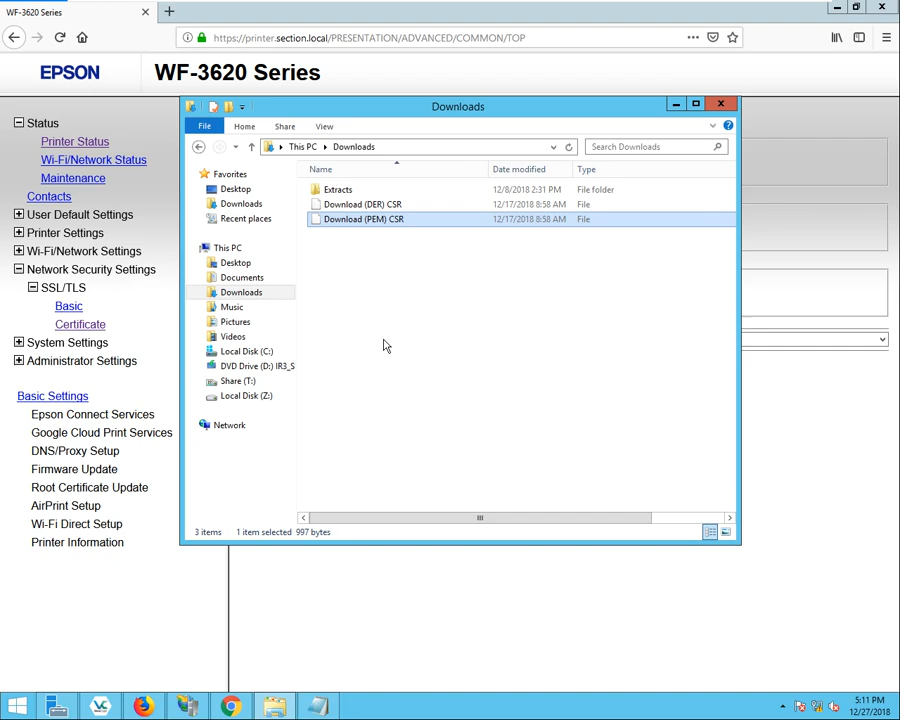 WF-3620 Series
https://printer.section.local/PRESENTATION/ADVANCED/COMMON/TOP
EPSON
WF-3620 Series
Status
Printer Status
Wi-Fi/Network Status
Maintenance
Contacts
User Default Settings
Printer Settings
Wi-Fi/Network Settings
Network Security Settings
SSL/TLS
Basic
Certificate
System Settings
Administrator Settings
Basic Settings
Epson Connect Services
Google Cloud Print Services
DNS/Proxy Setup
Firmware Update
Root Certificate Update
AirPrint Setup
Wi-Fi Direct Setup
Printer Information
Downloads
File Home Share View
This PC Downloads
Search Downloads
Favorites
Desktop
Downloads
Recent places
This PC
Desktop
Documents
Downloads
Music
Pictures
Videos
Local Disk (C:)
DVD Drive (D:) IR3_S
Share (T:)
Local Disk (Z:)
Network
Name Date modified Type
Extracts 12/8/2018 2:31 PM File folder
Download (DER) CSR 12/17/2018 8:58 AM File
Download (PEM) CSR 12/17/2018 8:58 AM File
3 items 1 item selected 997 bytes
5:11 PM
12/27/2018